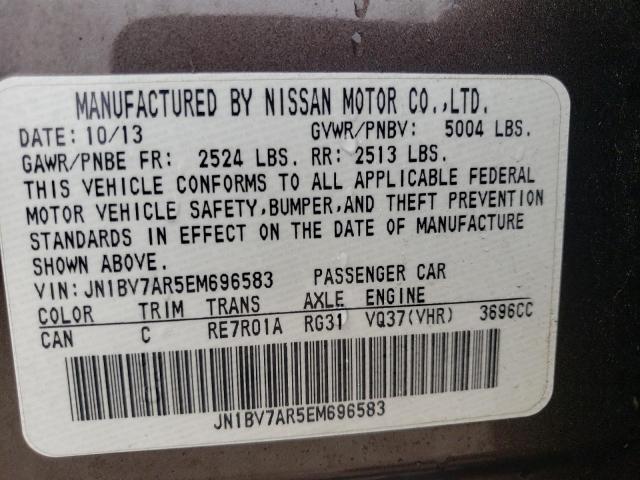 MANUFACTURED BY NISSAN MOTOR CO.,LTD.
DATE: 10/13 GVWR/PNBV: 5004 LBS.
GAWR/PNBE FR: 2524 LBS. RR: 2513 LBS.
THIS VEHICLE CONFORMS TO ALL APPLICABLE FEDERAL
MOTOR VEHICLE SAFETY,BUMPER,AND THEFT PREVENTION
STANDARDS IN EFFECT ON THE DATE OF MANUFACTURE
SHOWN ABOVE.
VIN: JN1BV7AR5EM696583 PASSENGER CAR
COLOR TRIM TRANS AXLE ENGINE
CAN C RE7R01A RG31 VQ37(VHR) 3696CC
JN1BV7AR5EM696583